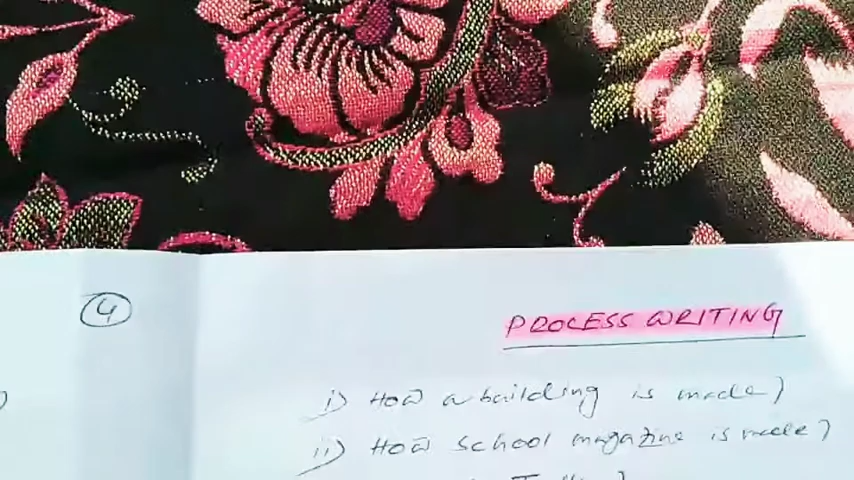 4
PROCESS WRITING
i) How a building is made?
ii) How school magazine is made?